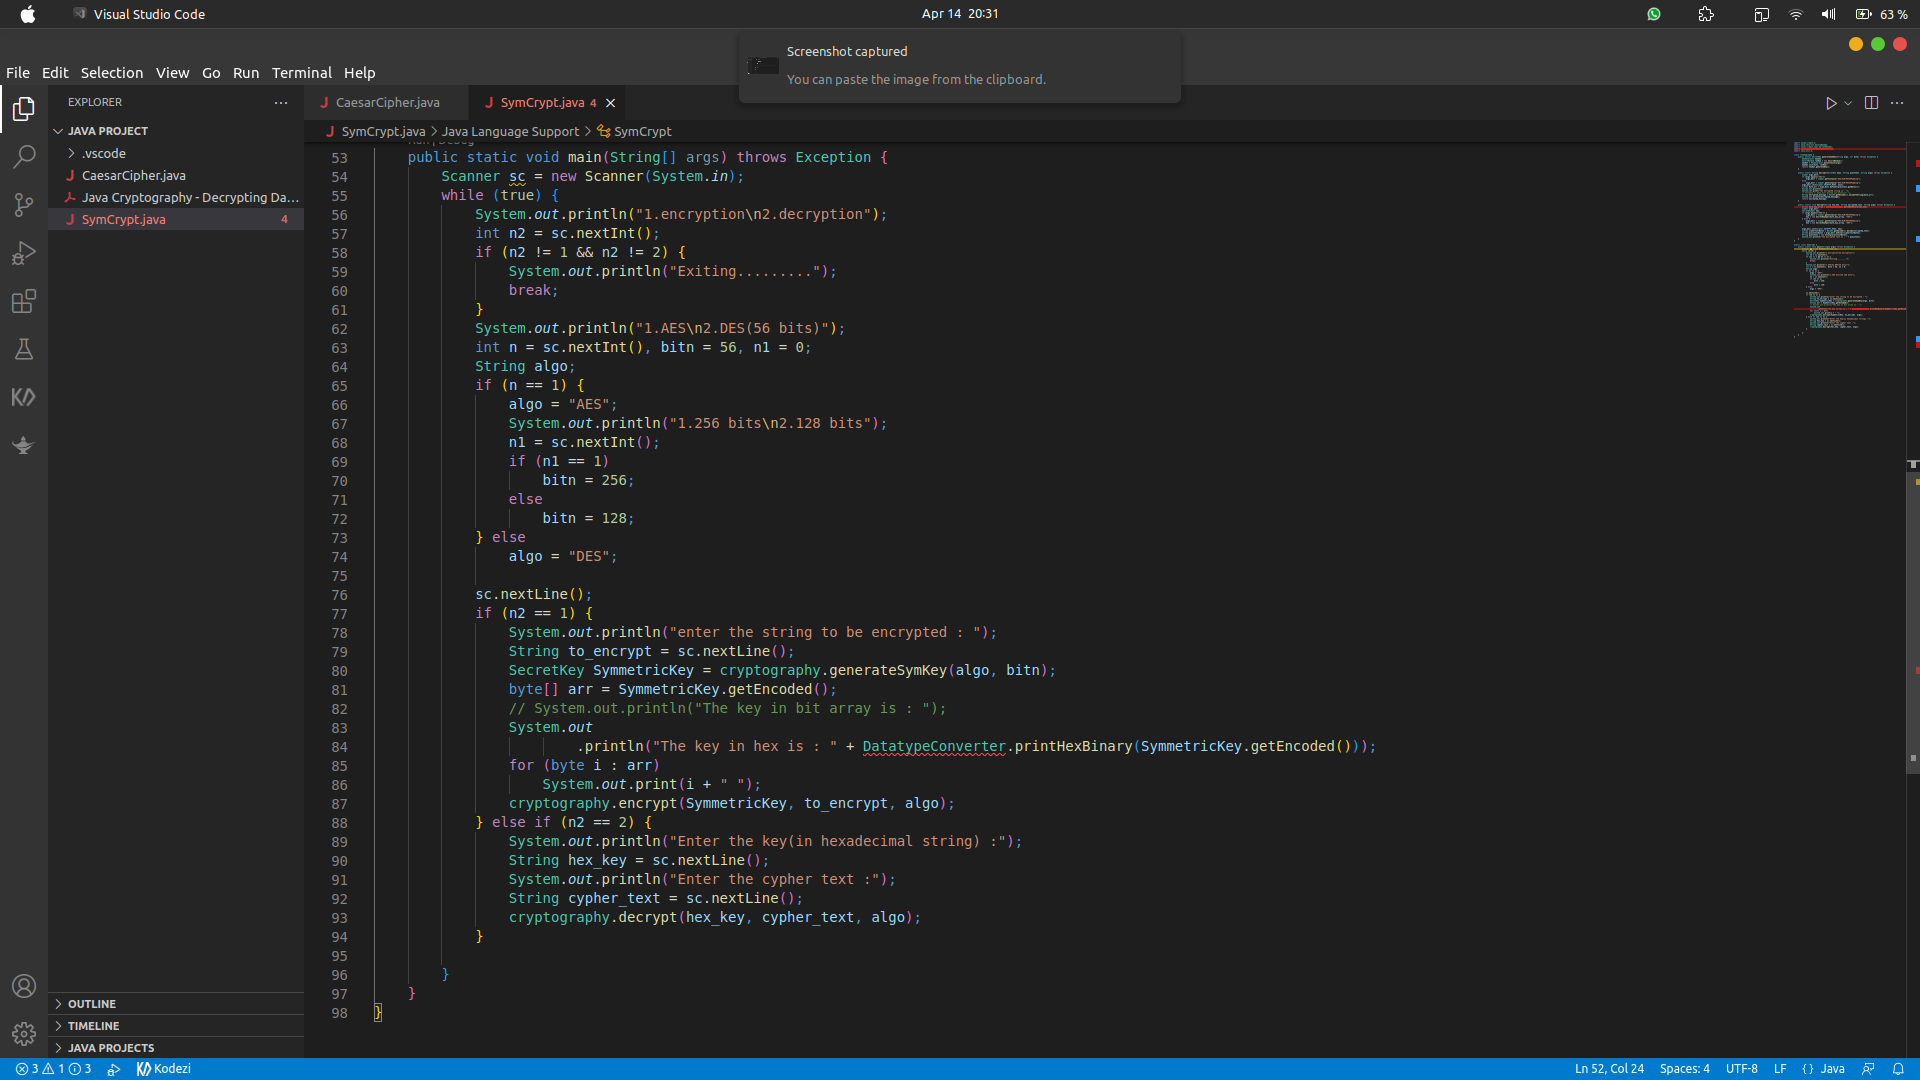 Visual Studio Code
Apr 14 20:31
63 %
Screenshot captured
You can paste the image from the clipboard.
File Edit Selection View Go Run Terminal Help
EXPLORER
CaesarCipher.java
SymCrypt.java 4
SymCrypt.java > Java Language Support > SymCrypt
JAVA PROJECT
.vscode
CaesarCipher.java
Java Cryptography - Decrypting Da...
SymCrypt.java 4
53 public static void main(String[] args) throws Exception {
54 Scanner sc = new Scanner(System.in);
55 while (true) {
56 System.out.println("1.encryption\n2.decryption");
57 int n2 = sc.nextInt();
58 if (n2 != 1 && n2 != 2) {
59 System.out.println("Exiting.........");
60 break;
61 }
62 System.out.println("1.AES\n2.DES(56 bits)");
63 int n = sc.nextInt(), bitn = 56, n1 = 0;
64 String algo;
65 if (n == 1) {
66 algo = "AES";
67 System.out.println("1.256 bits\n2.128 bits");
68 n1 = sc.nextInt();
69 if (n1 == 1)
70 bitn = 256;
71 else
72 bitn = 128;
73 } else
74 algo = "DES";
75
76 sc.nextLine();
77 if (n2 == 1) {
78 System.out.println("enter the string to be encrypted : ");
79 String to_encrypt = sc.nextLine();
80 SecretKey SymmetricKey = cryptography.generateSymKey(algo, bitn);
81 byte[] arr = SymmetricKey.getEncoded();
82 // System.out.println("The key in bit array is : ");
83 System.out
84 .println("The key in hex is : " + DatatypeConverter.printHexBinary(SymmetricKey.getEncoded()));
85 for (byte i : arr)
86 System.out.print(i + " ");
87 cryptography.encrypt(SymmetricKey, to_encrypt, algo);
88 } else if (n2 == 2) {
89 System.out.println("Enter the key(in hexadecimal string) :");
90 String hex_key = sc.nextLine();
91 System.out.println("Enter the cypher text :");
92 String cypher_text = sc.nextLine();
93 cryptography.decrypt(hex_key, cypher_text, algo);
94 }
95
96 }
97 }
98 }
OUTLINE
TIMELINE
JAVA PROJECTS
3 1 3 Kodezi
Ln 52, Col 24 Spaces: 4 UTF-8 LF {} Java